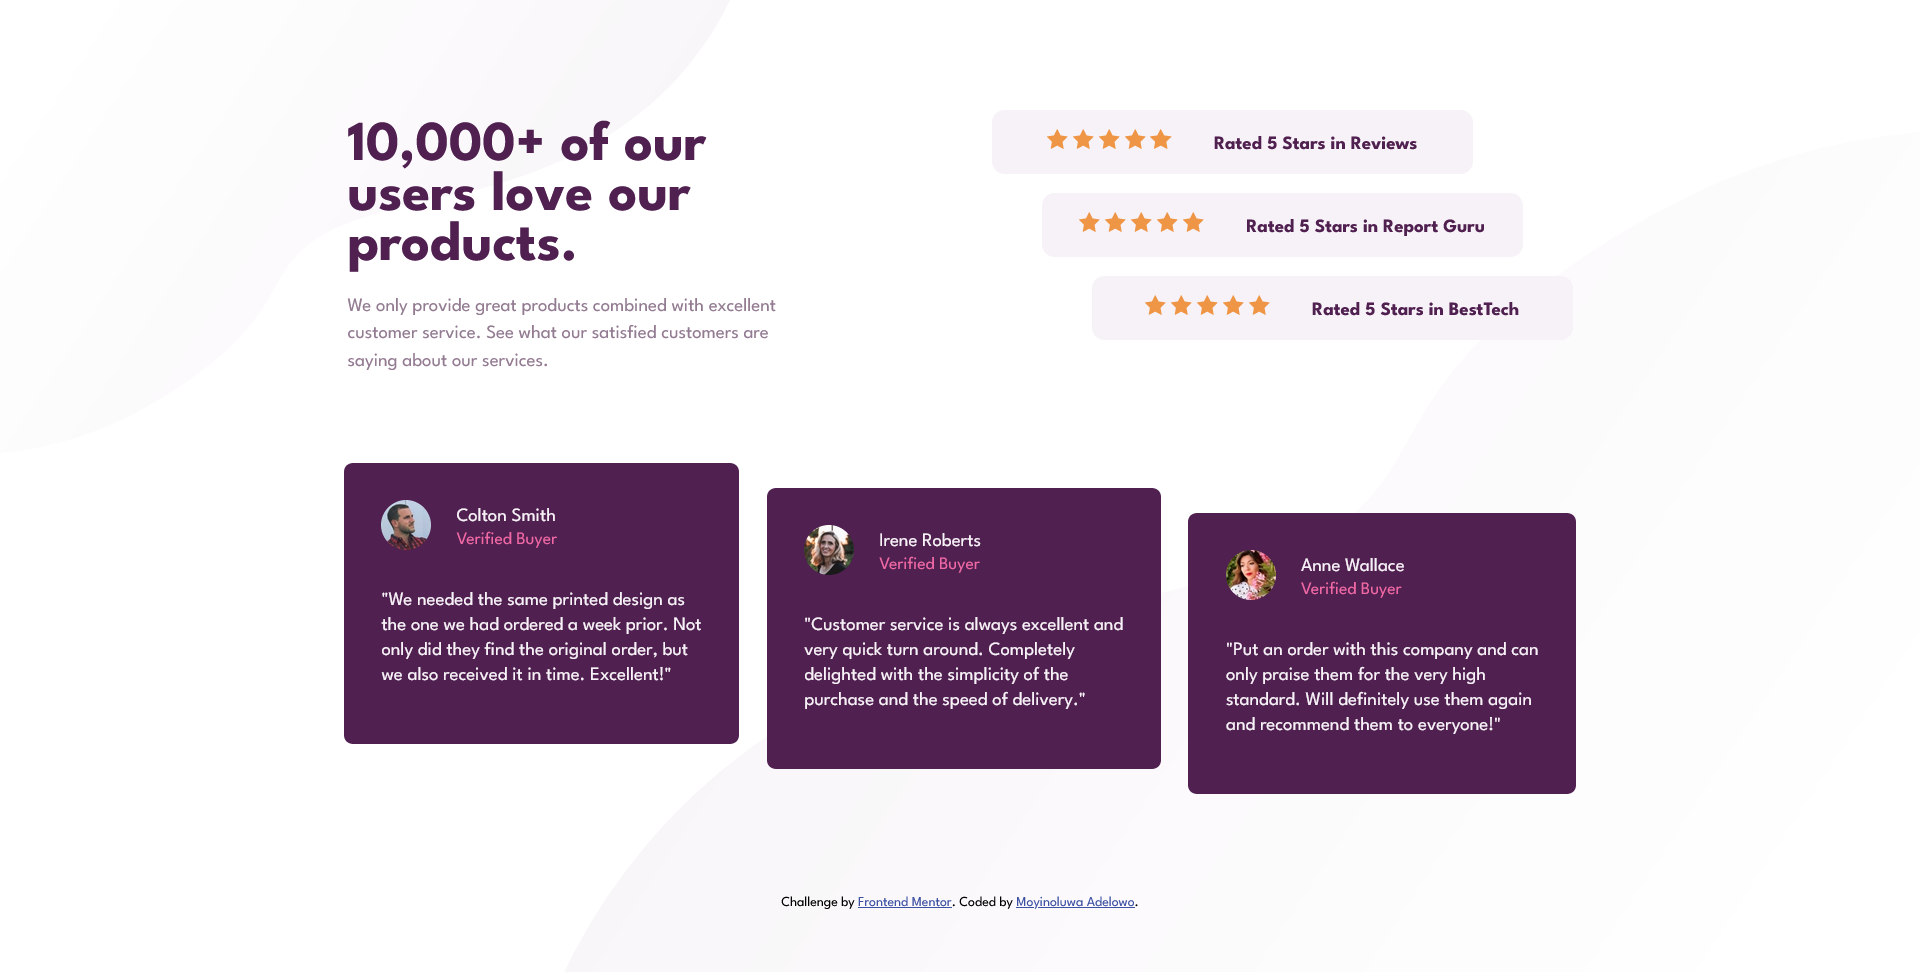 10,000+ of our
users love our
products.
We only provide great products combined with excellent
customer service. See what our satisfied customers are
saying about our services.
Rated 5 Stars in Reviews
Rated 5 Stars in Report Guru
Rated 5 Stars in BestTech
Colton Smith
Verified Buyer
"We needed the same printed design as
the one we had ordered a week prior. Not
only did they find the original order, but
we also received it in time. Excellent!"
Irene Roberts
Verified Buyer
"Customer service is always excellent and
very quick turn around. Completely
delighted with the simplicity of the
purchase and the speed of delivery."
Anne Wallace
Verified Buyer
"Put an order with this company and can
only praise them for the very high
standard. Will definitely use them again
and recommend them to everyone!"
Challenge by Frontend Mentor. Coded by Moyinoluwa Adelowo.